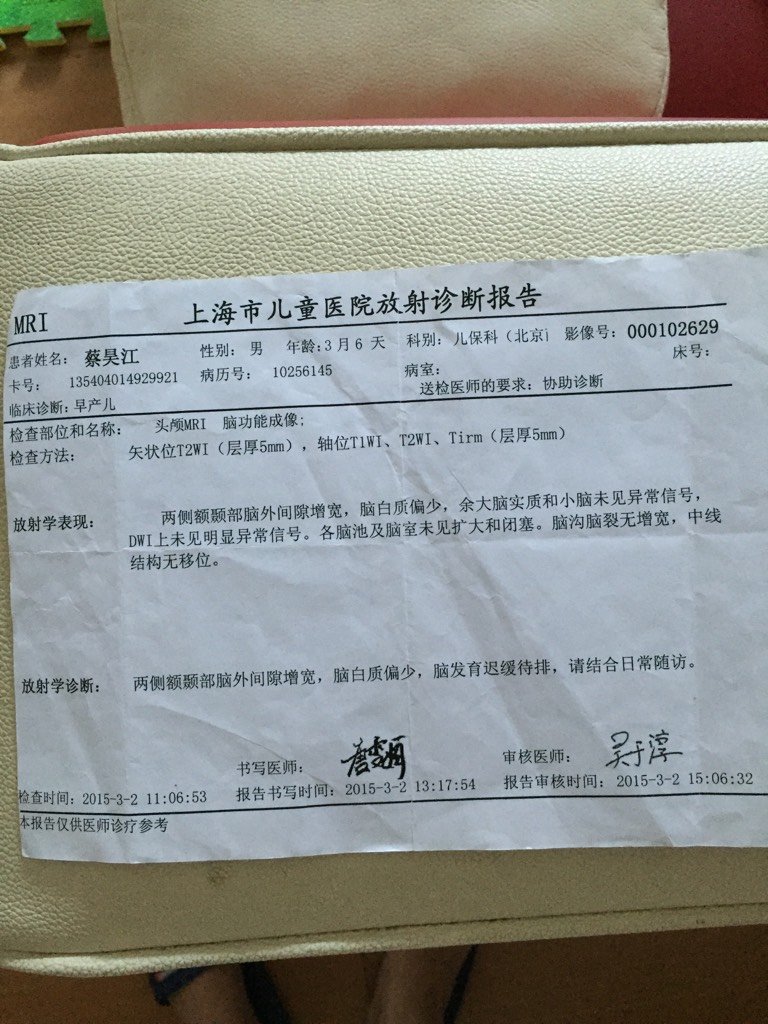 MRI 上海市儿童医院放射诊断报告
患者姓名: 蔡昊江 性别: 男 年龄:3月6天 科别: 儿保科(北京i 影像号: 000102629
卡号: 135404014929921 病历号: 10256145 病室: 床号:
临床诊断:早产儿 送检医师的要求: 协助诊断
检查部位和名称: 头颅MRI 脑功能成像;
检查方法: 矢状位T2WI(层厚5mm),轴位T1WI、T2WI、Tirm(层厚5mm)
放射学表现: 两侧额颞部脑外间隙增宽,脑白质偏少,余大脑实质和小脑未见异常信号,
DWI上未见明显异常信号。各脑池及脑室未见扩大和闭塞。脑沟脑裂无增宽,中线
结构无移位。
放射学诊断: 两侧额颞部脑外间隙增宽,脑白质偏少,脑发育迟缓待排,请结合日常随访。
书写医师: 审核医师: 吴于淳
检查时间: 2015-3-2 11:06:53 报告书写时间: 2015-3-2 13:17:54 报告审核时间: 2015-3-2 15:06:32
本报告仅供医师诊疗参考